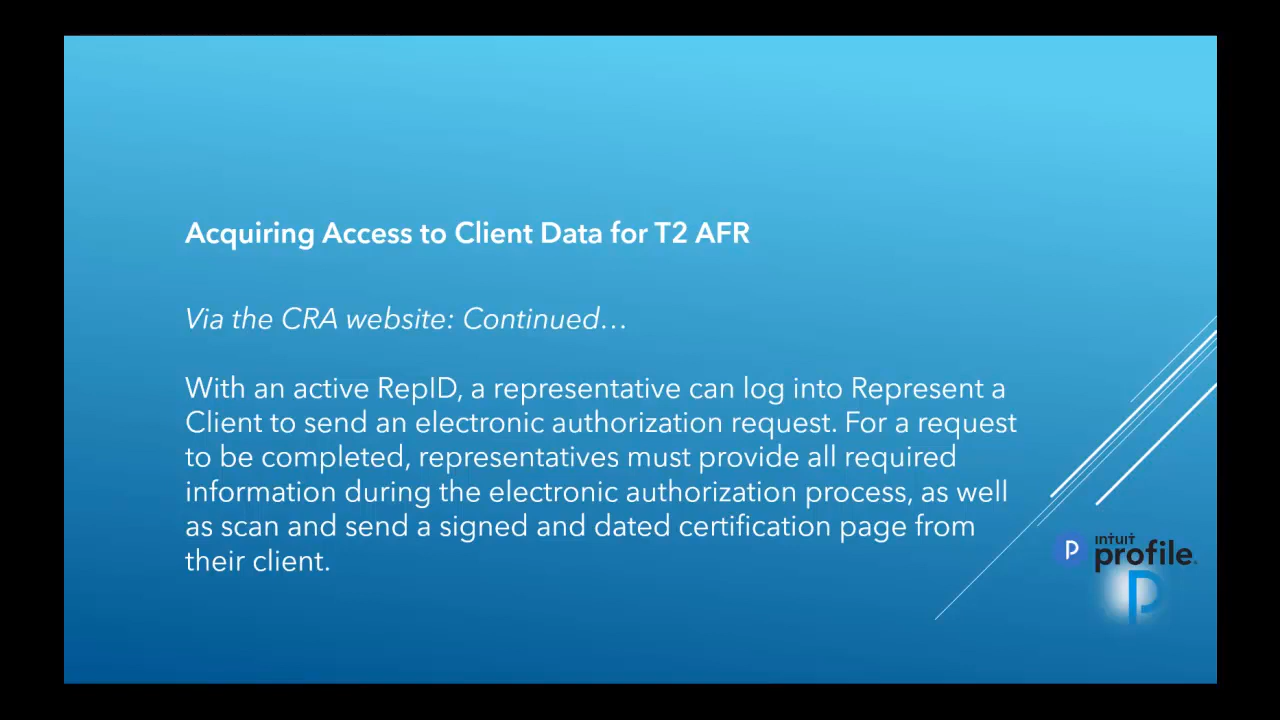 Acquiring Access to Client Data for T2 AFR
Via the CRA website: Continued…
With an active RepID, a representative can log into Represent a
Client to send an electronic authorization request. For a request
to be completed, representatives must provide all required
information during the electronic authorization process, as well
as scan and send a signed and dated certification page from
their client.
P
ıntuıt
profile.
P